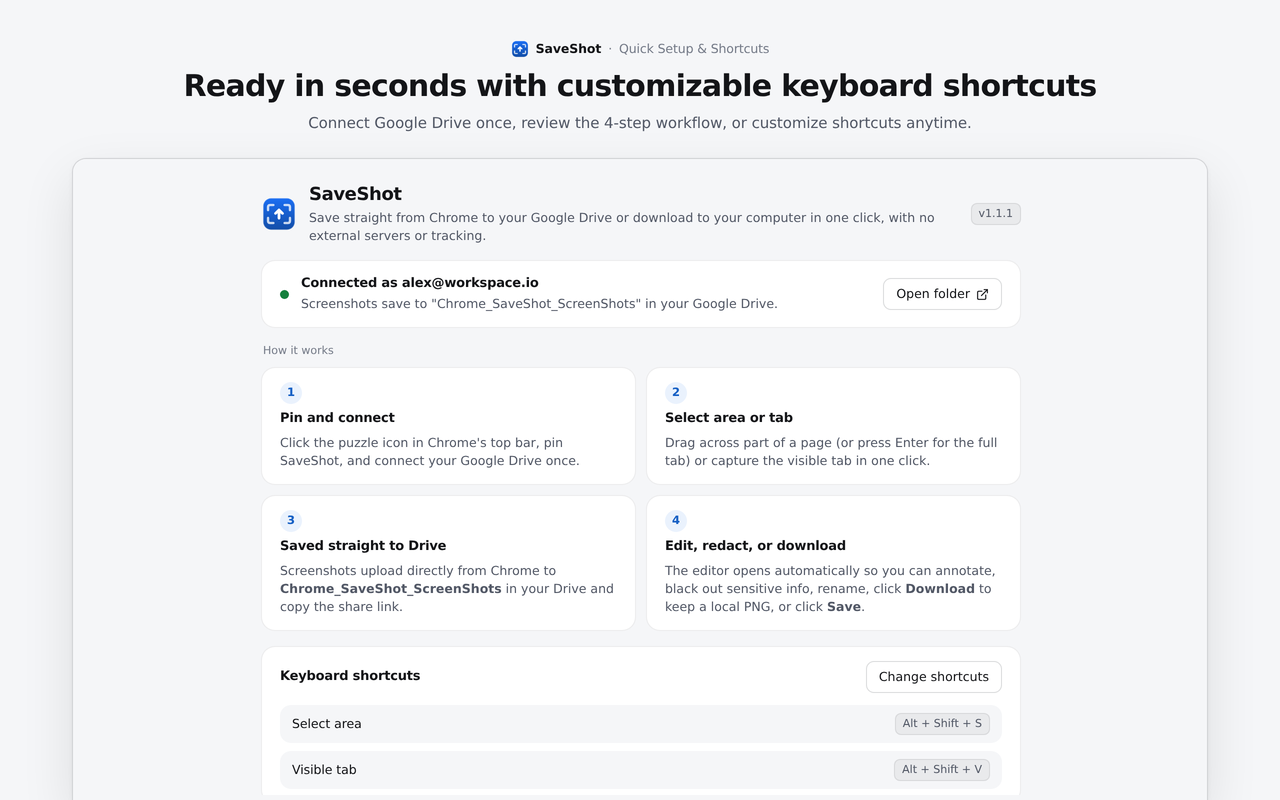 SaveShot · Quick Setup & Shortcuts
Ready in seconds with customizable keyboard shortcuts
Connect Google Drive once, review the 4-step workflow, or customize shortcuts anytime.
SaveShot
Save straight from Chrome to your Google Drive or download to your computer in one click, with no
external servers or tracking.
v1.1.1
Connected as alex@workspace.io
Screenshots save to "Chrome_SaveShot_ScreenShots" in your Google Drive.
Open folder
How it works
1
Pin and connect
Click the puzzle icon in Chrome's top bar, pin
SaveShot, and connect your Google Drive once.
2
Select area or tab
Drag across part of a page (or press Enter for the full
tab) or capture the visible tab in one click.
3
Saved straight to Drive
Screenshots upload directly from Chrome to
Chrome_SaveShot_ScreenShots in your Drive and
copy the share link.
4
Edit, redact, or download
The editor opens automatically so you can annotate,
black out sensitive info, rename, click Download to
keep a local PNG, or click Save.
Keyboard shortcuts
Change shortcuts
Select area
Alt + Shift + S
Visible tab
Alt + Shift + V